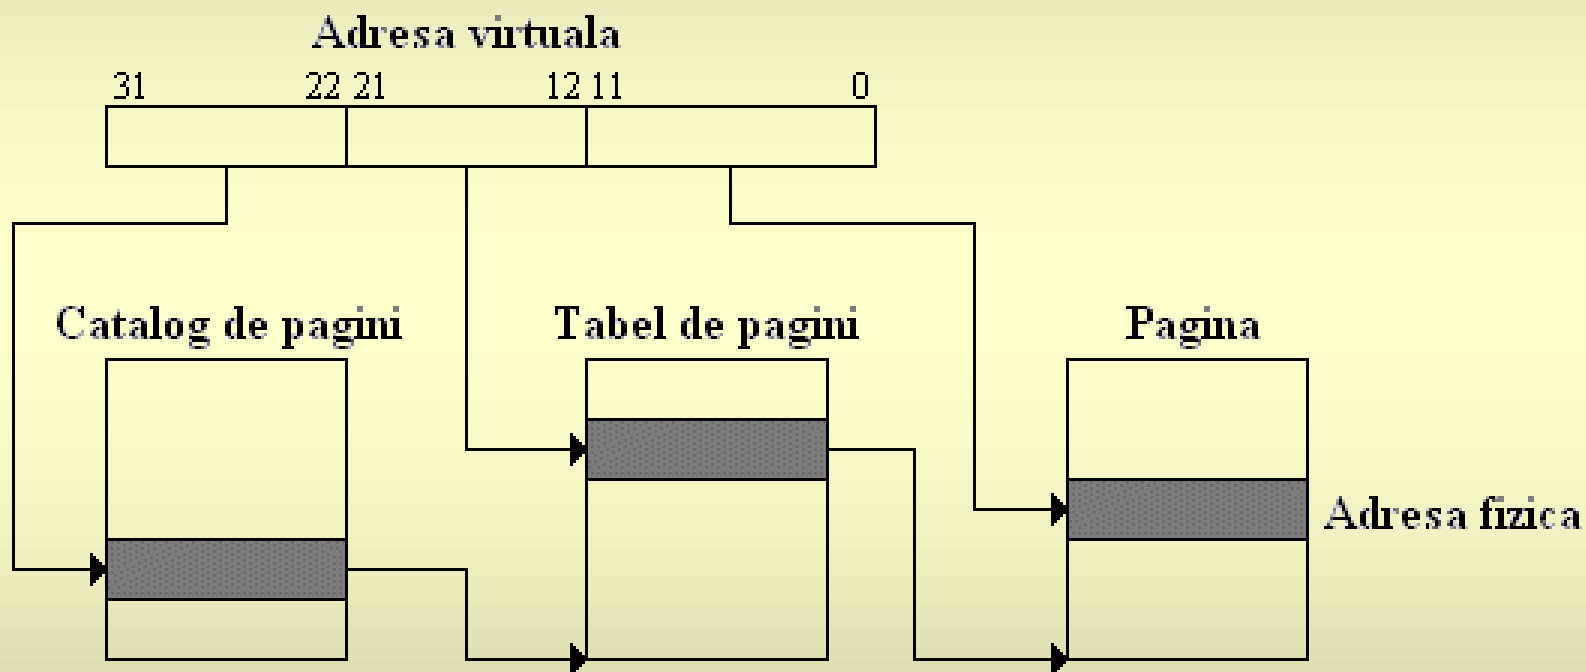 Adresa virtuala
31 22 21 12 11 0
Catalog de pagini Tabel de pagini Pagina
Adresa fizica